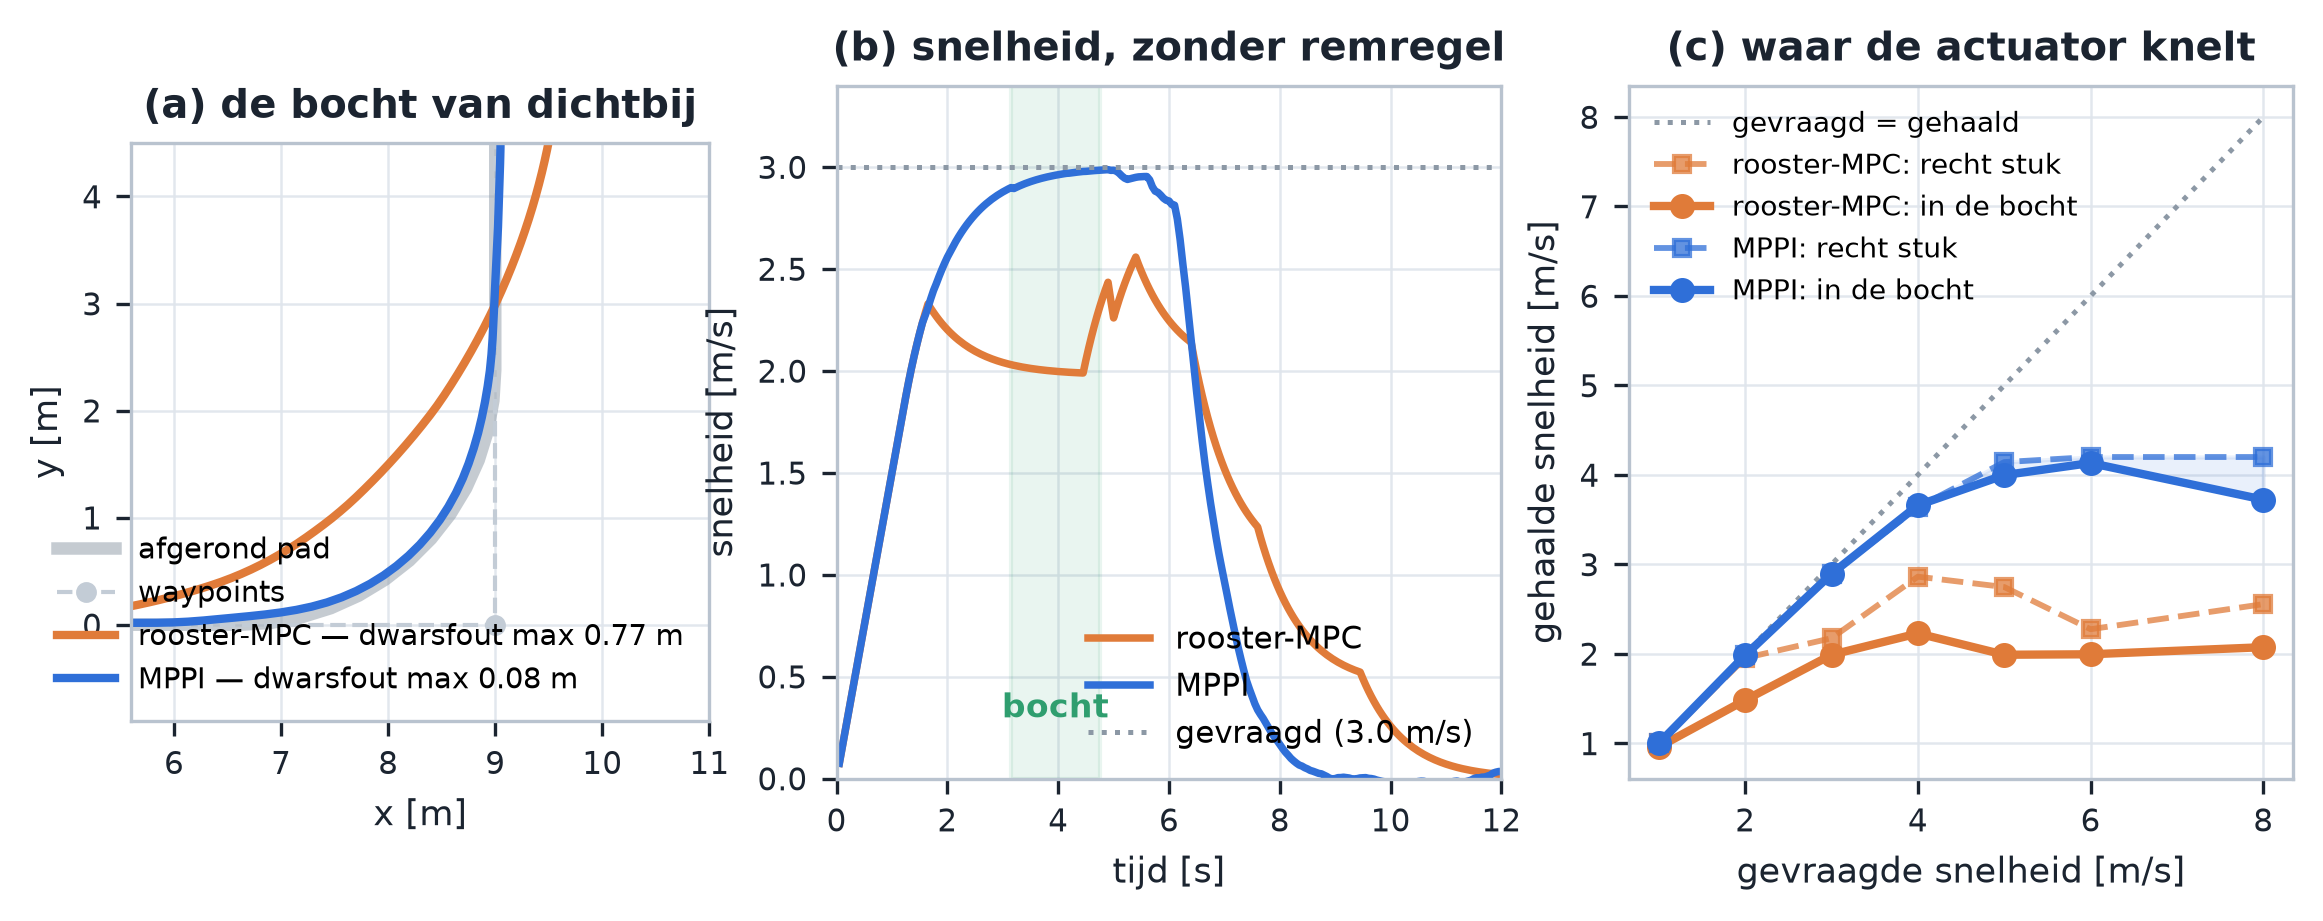 (a) de bocht van dichtbij
y [m]
4
3
2
1
0
afgerond pad
waypoints
rooster-MPC — dwarsfout max 0.77 m
MPPI — dwarsfout max 0.08 m
6 7 8 9 10 11
x [m]
(b) snelheid, zonder remregel
snelheid [m/s]
3.0
2.5
2.0
1.5
1.0
0.5
0.0
bocht
rooster-MPC
MPPI
gevraagd (3.0 m/s)
0 2 4 6 8 10 12
tijd [s]
(c) waar de actuator knelt
gehaalde snelheid [m/s]
8
7
6
5
4
3
2
1
gevraagd = gehaald
rooster-MPC: recht stuk
rooster-MPC: in de bocht
MPPI: recht stuk
MPPI: in de bocht
2 4 6 8
gevraagde snelheid [m/s]